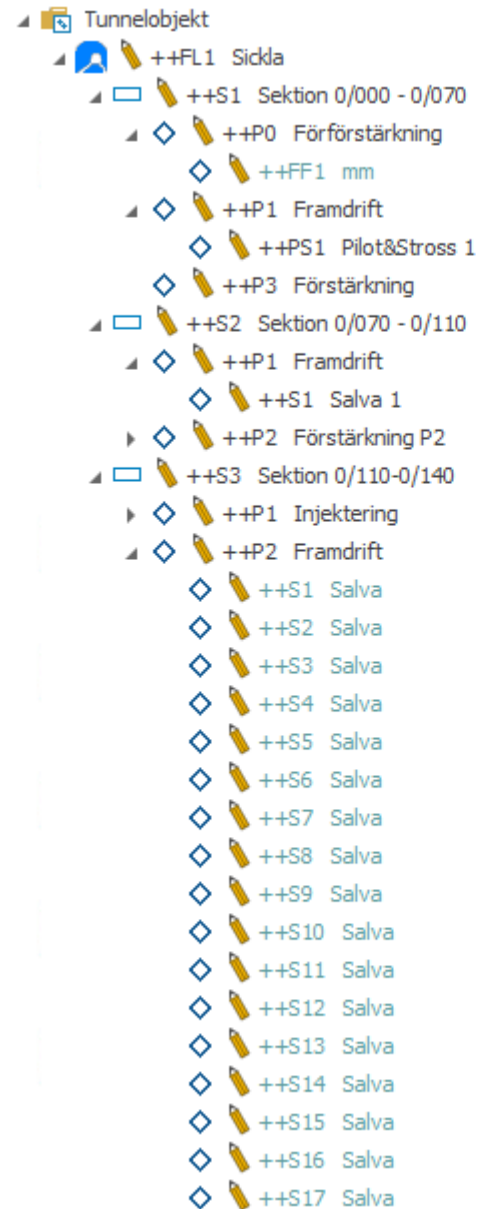 Tunnelobjekt
++FL1 Sickla
++S1 Sektion 0/000 - 0/070
++P0 Förförstärkning
++FF1 mm
++P1 Framdrift
++PS1 Pilot&Stross 1
++P3 Förstärkning
++S2 Sektion 0/070 - 0/110
++P1 Framdrift
++S1 Salva 1
++P2 Förstärkning P2
++S3 Sektion 0/110-0/140
++P1 Injektering
++P2 Framdrift
++S1 Salva
++S2 Salva
++S3 Salva
++S4 Salva
++S5 Salva
++S6 Salva
++S7 Salva
++S8 Salva
++S9 Salva
++S10 Salva
++S11 Salva
++S12 Salva
++S13 Salva
++S14 Salva
++S15 Salva
++S16 Salva
++S17 Salva